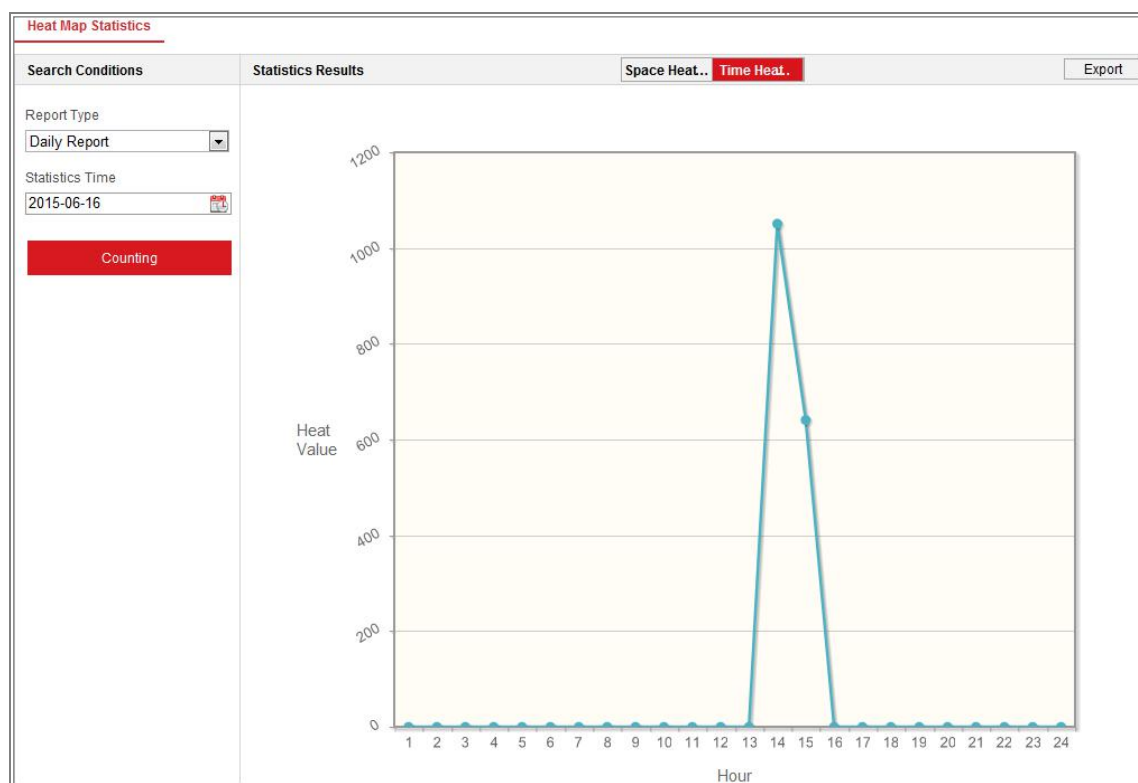 Heat Map Statistics
Search Conditions
Statistics Results
Space Heat...
Time Heat..
Export
Report Type
Daily Report
Statistics Time
2015-06-16
Counting
1200
1000
800
600
400
200
0
Heat
Value
1 2 3 4 5 6 7 8 9 10 11 12 13 14 15 16 17 18 19 20 21 22 23 24
Hour